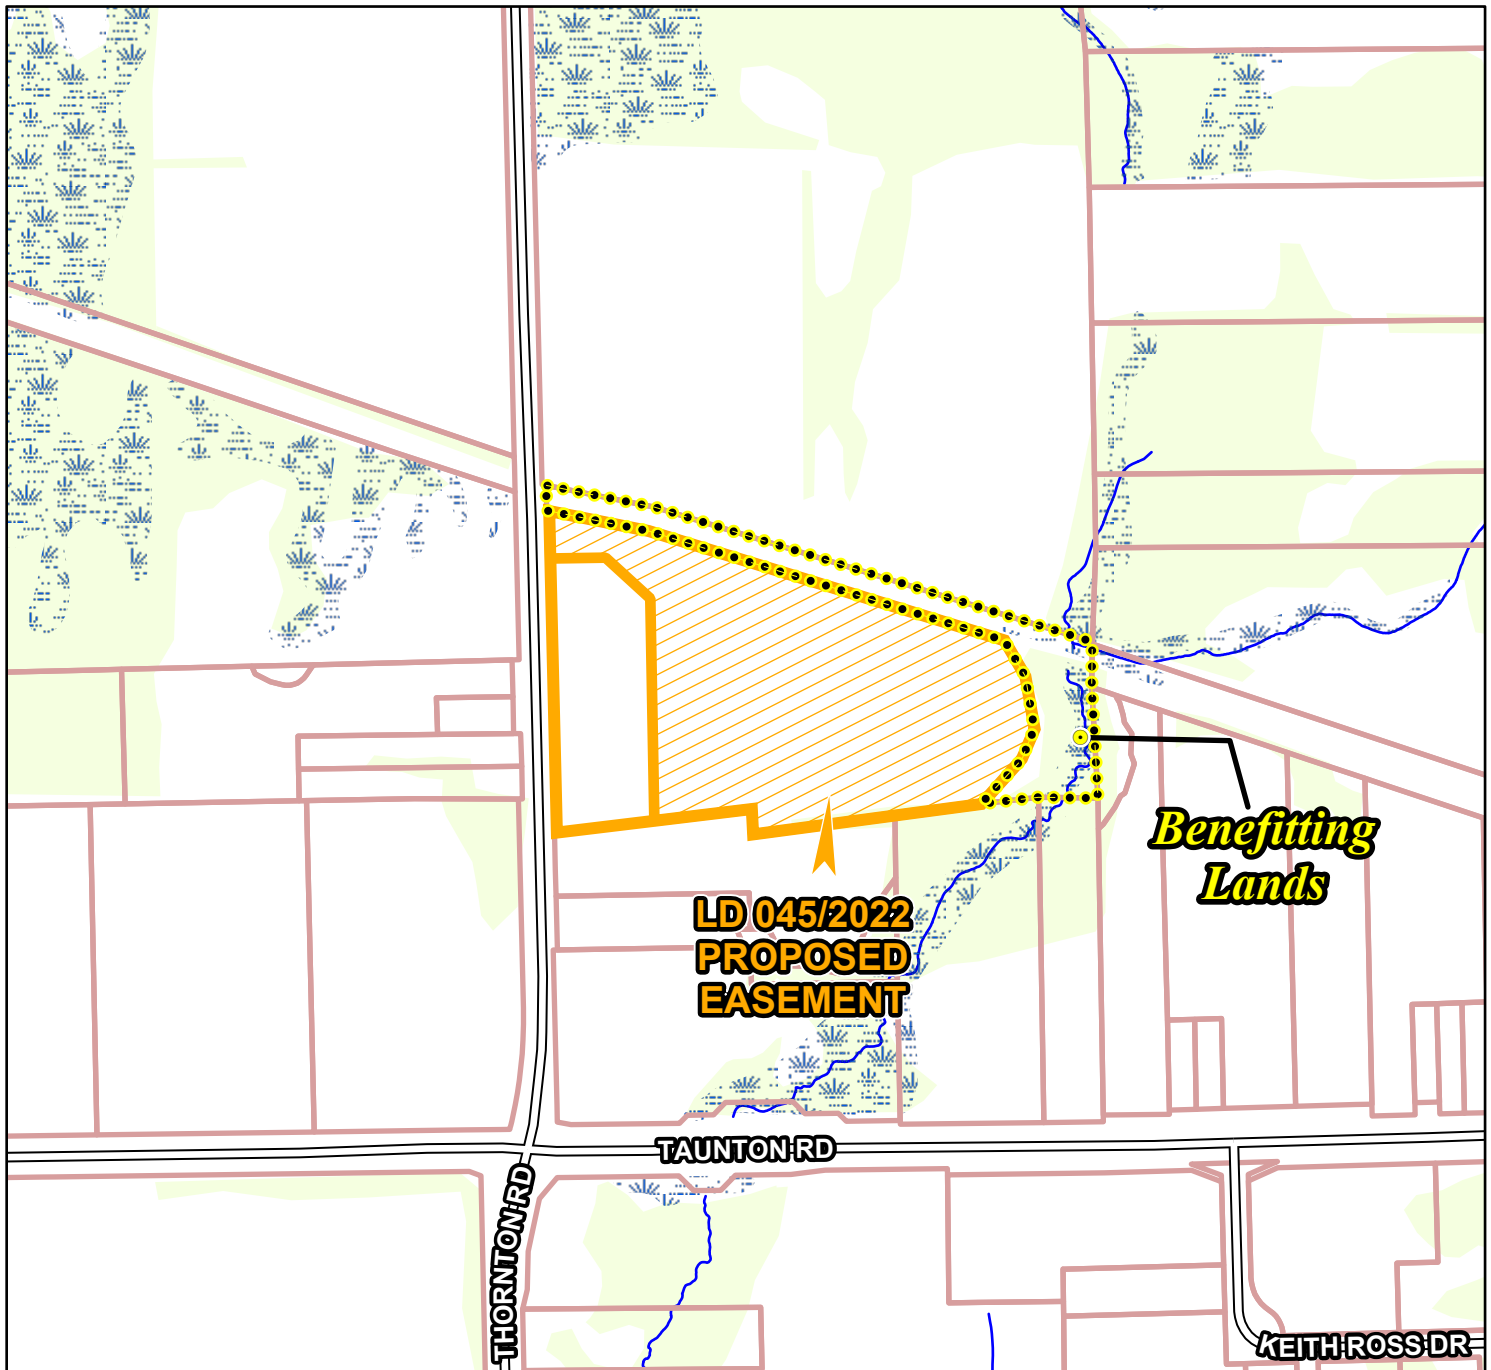 Benefitting
Lands
LD 045/2022
PROPOSED
EASEMENT
TAUNTON RD
THORNTON RD
KEITH ROSS DR